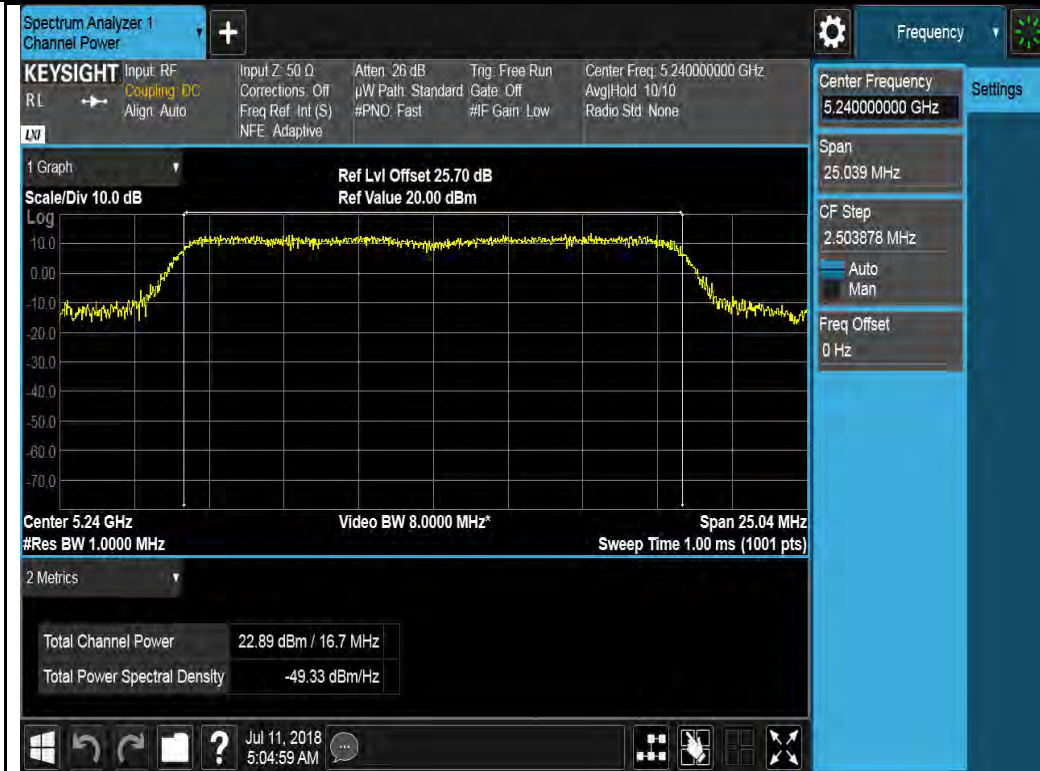 Spectrum Analyzer 1
Channel Power
+
Frequency
KEYSIGHT
RL
LXI
Input: RF
Coupling: DC
Align: Auto
Input Z: 50 Ω
Corrections: Off
Freq Ref: Int (S)
NFE: Adaptive
Atten: 26 dB
µW Path: Standard
#PNO: Fast
Trig: Free Run
Gate: Off
#IF Gain: Low
Center Freq: 5.240000000 GHz
Avg|Hold: 10/10
Radio Std: None
Center Frequency
5.240000000 GHz
Settings
Span
25.039 MHz
CF Step
2.503878 MHz
Auto
Man
Freq Offset
0 Hz
1 Graph
Ref Lvl Offset 25.70 dB
Scale/Div 10.0 dB
Ref Value 20.00 dBm
Log
10.0
0.00
-10.0
-20.0
-30.0
-40.0
-50.0
-60.0
-70.0
Center 5.24 GHz
Video BW 8.0000 MHz*
Span 25.04 MHz
#Res BW 1.0000 MHz
Sweep Time 1.00 ms (1001 pts)
2 Metrics
Total Channel Power
22.89 dBm / 16.7 MHz
Total Power Spectral Density
-49.33 dBm/Hz
?
Jul 11, 2018
5:04:59 AM